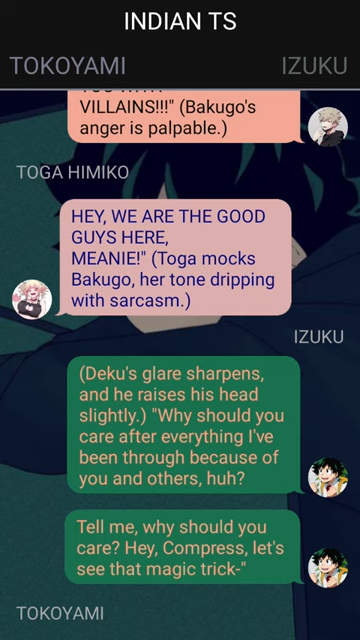 INDIAN TS
TOKOYAMI
IZUKU
VILLAINS!!!" (Bakugo's
anger is palpable.)
TOGA HIMIKO
HEY, WE ARE THE GOOD
GUYS HERE,
MEANIE!" (Toga mocks
Bakugo, her tone dripping
with sarcasm.)
IZUKU
(Deku's glare sharpens,
and he raises his head
slightly.) "Why should you
care after everything I've
been through because of
you and others, huh?
Tell me, why should you
care? Hey, Compress, let's
see that magic trick-"
TOKOYAMI